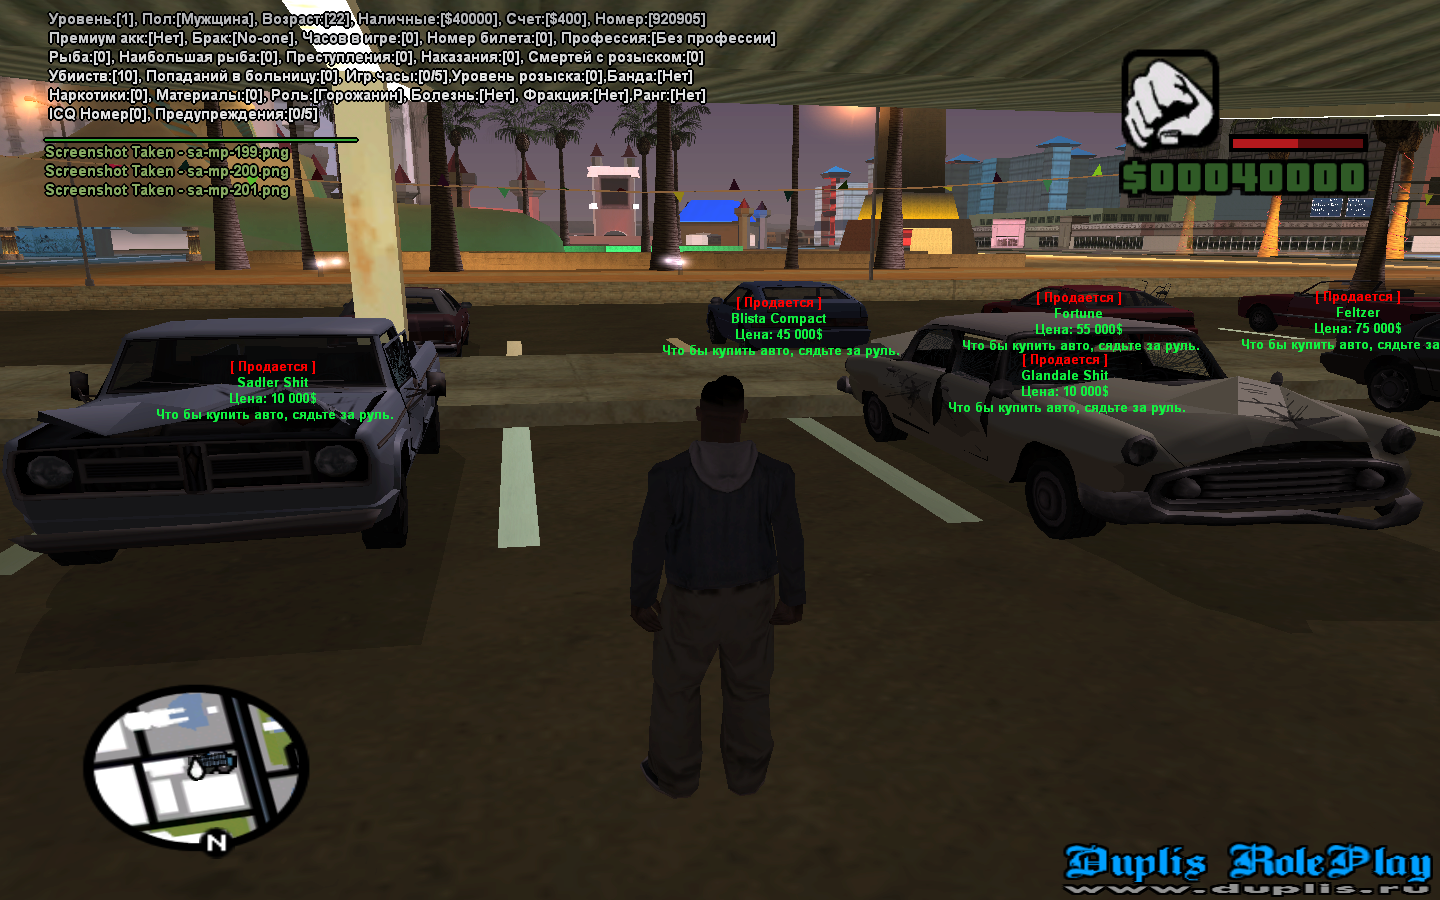 Уровень:[1], Пол:[Мужщина], Возраст:[22], Наличные:[$40000], Счет:[$400], Номер:[920905]
Премиум акк:[Нет], Брак:[No-one], Часов в игре:[0], Номер билета:[0], Профессия:[Без профессии]
Рыба:[0], Наибольшая рыба:[0], Преступления:[0], Наказания:[0], Смертей с розыском:[0]
Убииств:[10], Попаданий в больницу:[0], Игр.часы:[0/5],Уровень розыска:[0],Банда:[Нет]
Наркотики:[0], Материалы:[0], Роль:[Горожанин], Болезнь:[Нет], Фракция:[Нет],Ранг:[Нет]
ICQ Номер[0], Предупреждения:[0/5]
Screenshot Taken - sa-mp-199.png
Screenshot Taken - sa-mp-200.png
Screenshot Taken - sa-mp-201.png
$00040000
[ Продается ]
Blista Compact
Цена: 45 000$
Что бы купить авто, сядьте за руль.
[ Продается ]
Fortune
Цена: 55 000$
Что бы купить авто, сядьте за руль.
[ Продается ]
Feltzer
Цена: 75 000$
Что бы купить авто, сядьте за
[ Продается ]
Sadler Shit
Цена: 10 000$
Что бы купить авто, сядьте за руль.
[ Продается ]
Glandale Shit
Цена: 10 000$
Что бы купить авто, сядьте за руль.
N
Duplis RolePlay
www.duplis.ru